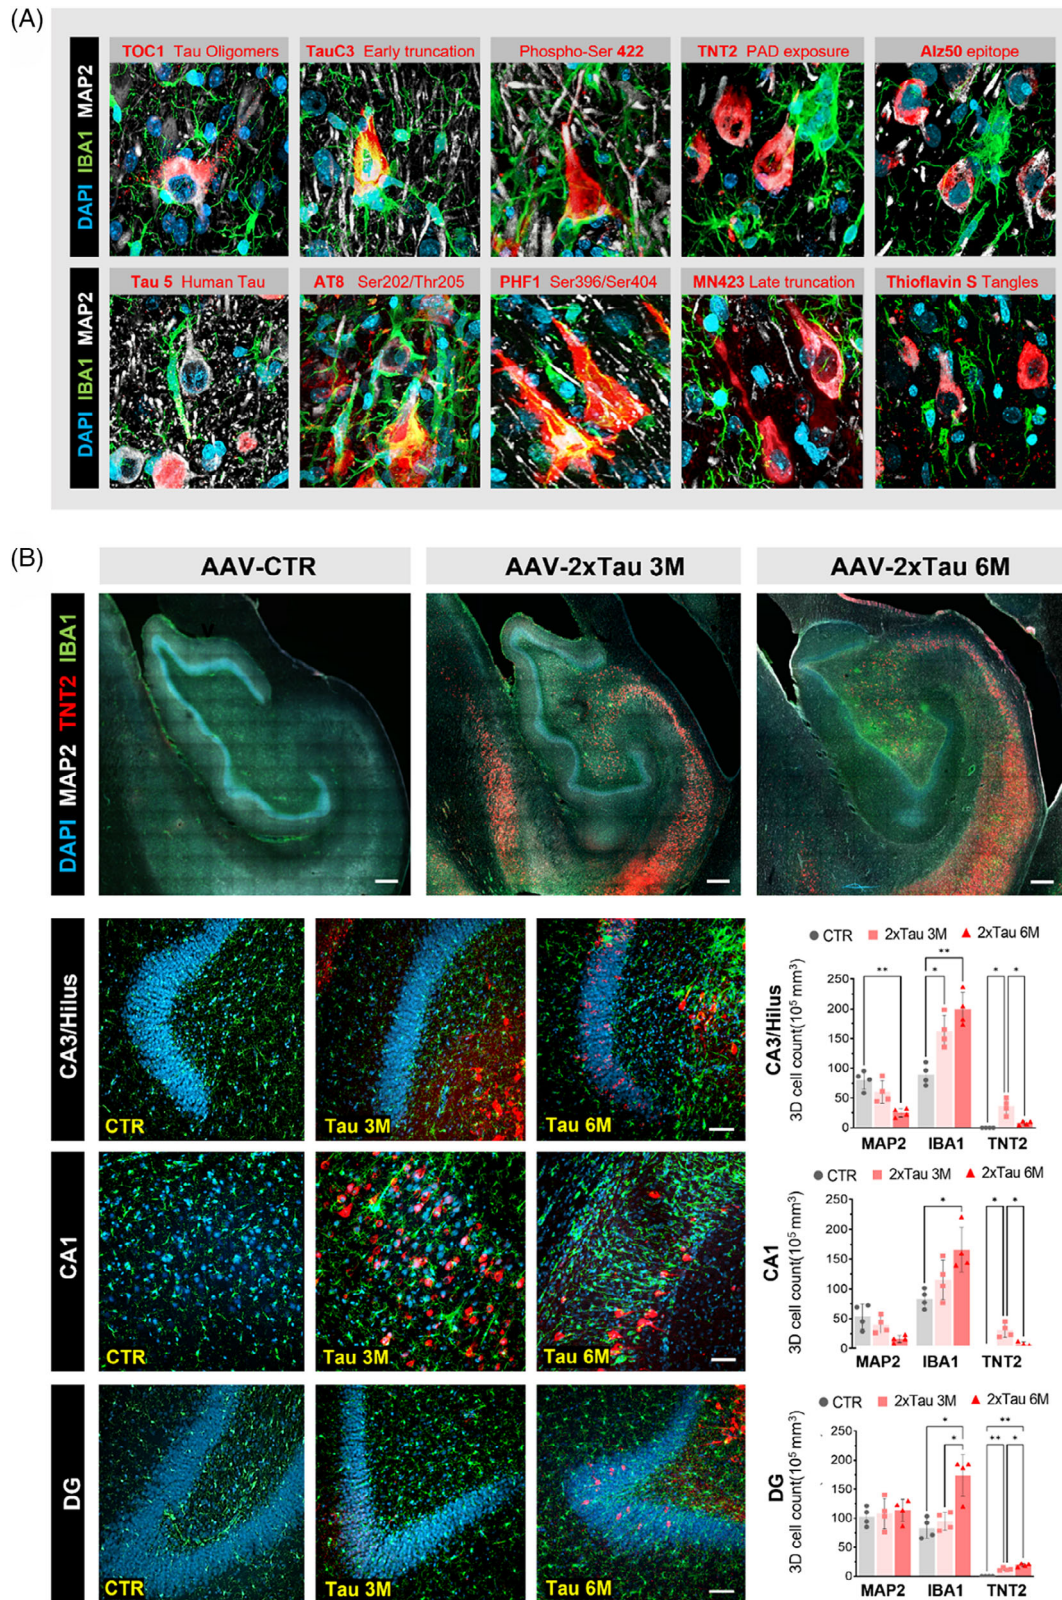 (A)
DAPI IBA1 MAP2
TOC1 Tau Oligomers
TauC3 Early truncation
Phospho-Ser 422
TNT2 PAD exposure
Alz50 epitope
DAPI IBA1 MAP2
Tau 5 Human Tau
AT8 Ser202/Thr205
PHF1 Ser396/Ser404
MN423 Late truncation
Thioflavin S Tangles
(B)
AAV-CTR
AAV-2xTau 3M
AAV-2xTau 6M
DAPI MAP2 TNT2 IBA1
CA3/Hilus
CTR
Tau 3M
Tau 6M
CTR 2xTau 3M 2xTau 6M
CA3/Hilus
3D cell count(10⁵ mm³)
250
200
150
100
50
0
** * ** * *
MAP2 IBA1 TNT2
CA1
CTR
Tau 3M
Tau 6M
CTR 2xTau 3M 2xTau 6M
CA1
3D cell count(10⁵ mm³)
250
200
150
100
50
0
* * *
MAP2 IBA1 TNT2
DG
CTR
Tau 3M
Tau 6M
CTR 2xTau 3M 2xTau 6M
DG
3D cell count(10⁵ mm³)
250
200
150
100
50
0
* * ** ** *
MAP2 IBA1 TNT2